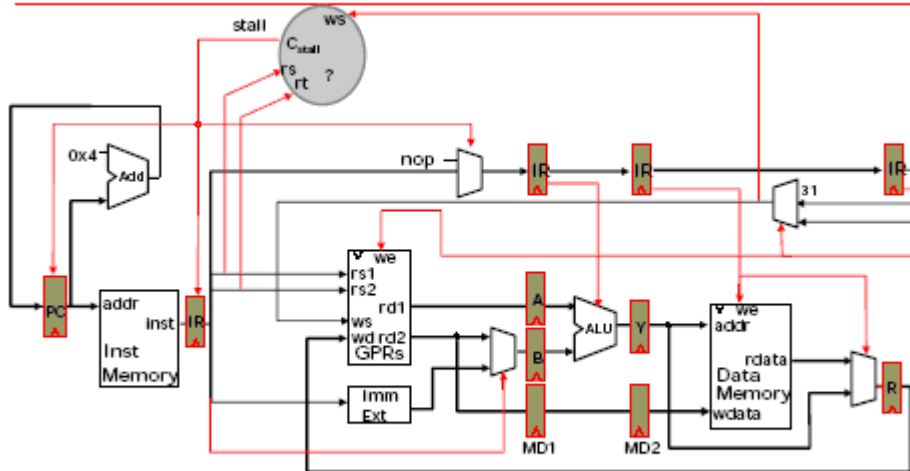 ws
stall
Cstall
rs
?
rt
0x4
Add
nop
IR
IR
IR
31
we
rs1
rs2
rd1
ws
wd rd2
GPRs
A
B
ALU
Y
we
addr
rdata
Data
Memory
wdata
R
PC
addr
inst
Inst
Memory
IR
Imm
Ext
MD1
MD2